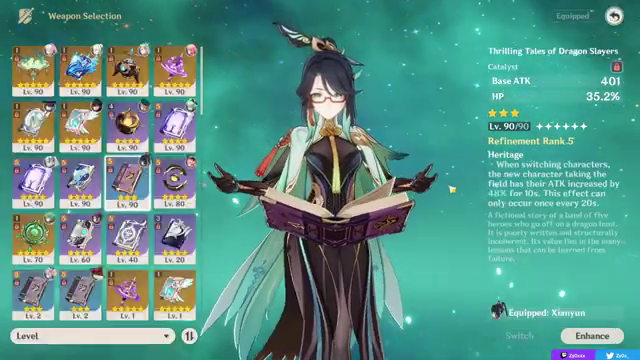 Weapon Selection
Equipped
Thrilling Tales of Dragon Slayers
Catalyst
Base ATK 401
HP 35.2%
Lv. 90/90
Refinement Rank 5
Heritage
· When switching characters,
the new character taking the
field has their ATK increased by
48% for 10s. This effect can
only occur once every 20s.
A fictional story of a band of five
heroes who go off on a dragon hunt.
It is poorly written and structurally
incoherent. Its value lies in the many
lessons that can be learned from
failure.
Lv. 90 Lv. 90 Lv. 90 Lv. 90
Lv. 90 Lv. 90 Lv. 90 Lv. 90
Lv. 90 Lv. 90 Lv. 90 Lv. 80
Lv. 70 Lv. 60 Lv. 40 Lv. 20
Lv. 2 Lv. 2 Lv. 1 Lv. 1
Level
Equipped: Xianyun
Switch
Enhance